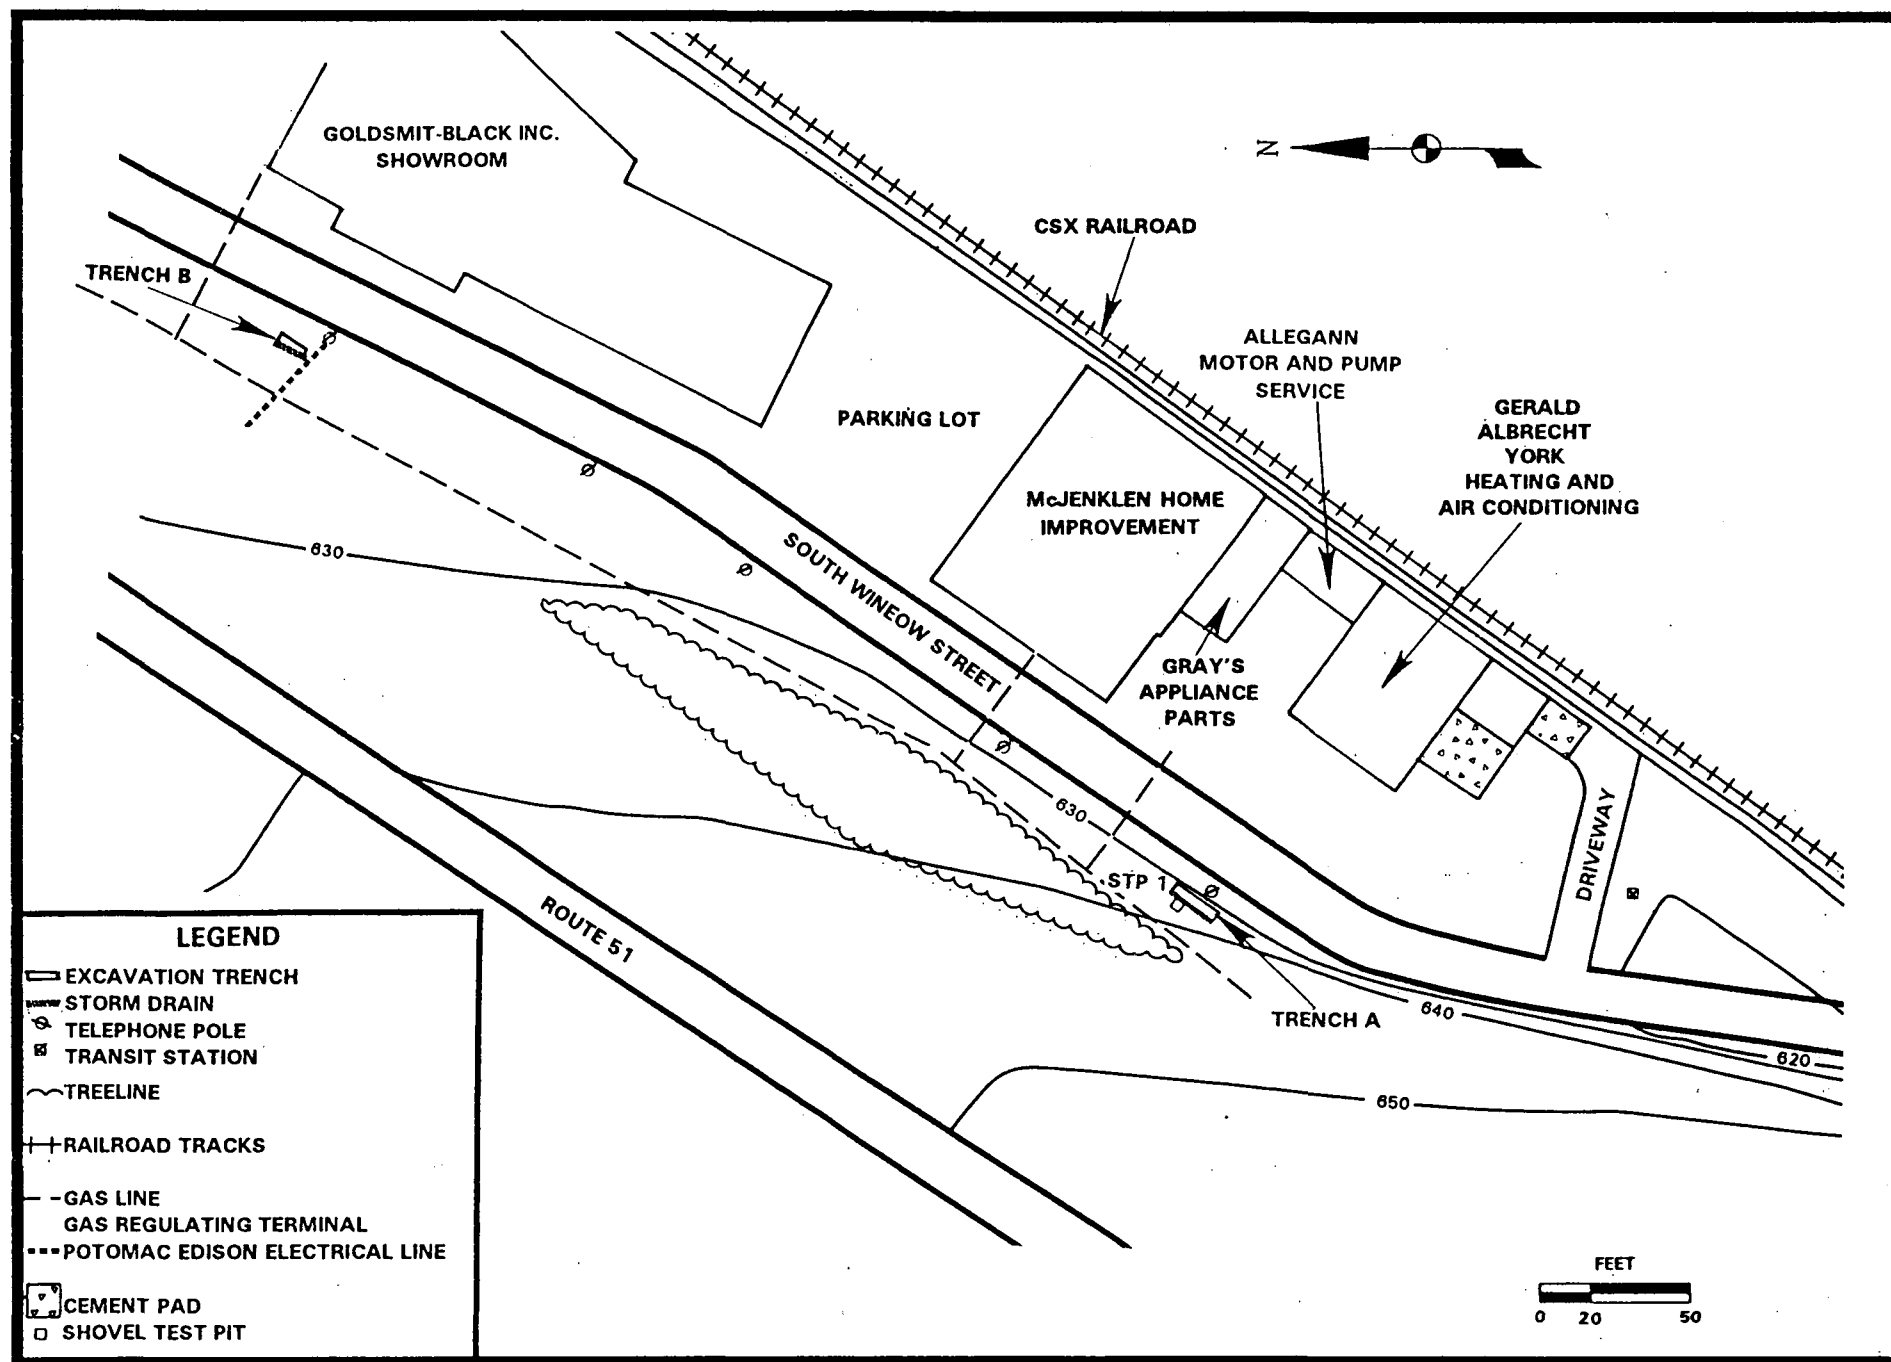 GOLDSMIT-BLACK INC.
SHOWROOM
N
CSX RAILROAD
TRENCH B
ALLEGANN
MOTOR AND PUMP
SERVICE
GERALD
ALBRECHT
YORK
HEATING AND
AIR CONDITIONING
PARKING LOT
McJENKLEN HOME
IMPROVEMENT
630
SOUTH WINEOW STREET
GRAY'S
APPLIANCE
PARTS
630
DRIVEWAY
STP 1
ROUTE 51
TRENCH A
640
620
650
LEGEND
EXCAVATION TRENCH
STORM DRAIN
TELEPHONE POLE
TRANSIT STATION
TREELINE
RAILROAD TRACKS
GAS LINE
GAS REGULATING TERMINAL
POTOMAC EDISON ELECTRICAL LINE
CEMENT PAD
SHOVEL TEST PIT
FEET
0 20 50